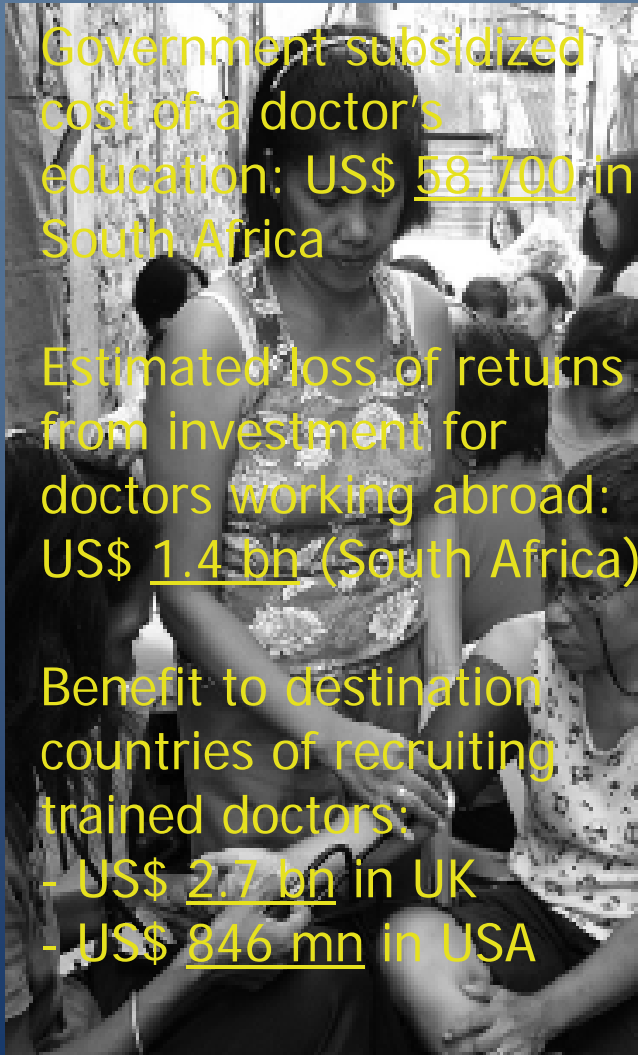 Government subsidized
cost of a doctor's
education: US$ 58,700 in
South Africa
Estimated loss of returns
from investment for
doctors working abroad:
US$ 1.4 bn (South Africa)
Benefit to destination
countries of recruiting
trained doctors:
- US$ 2.7 bn in UK
- US$ 846 mn in USA